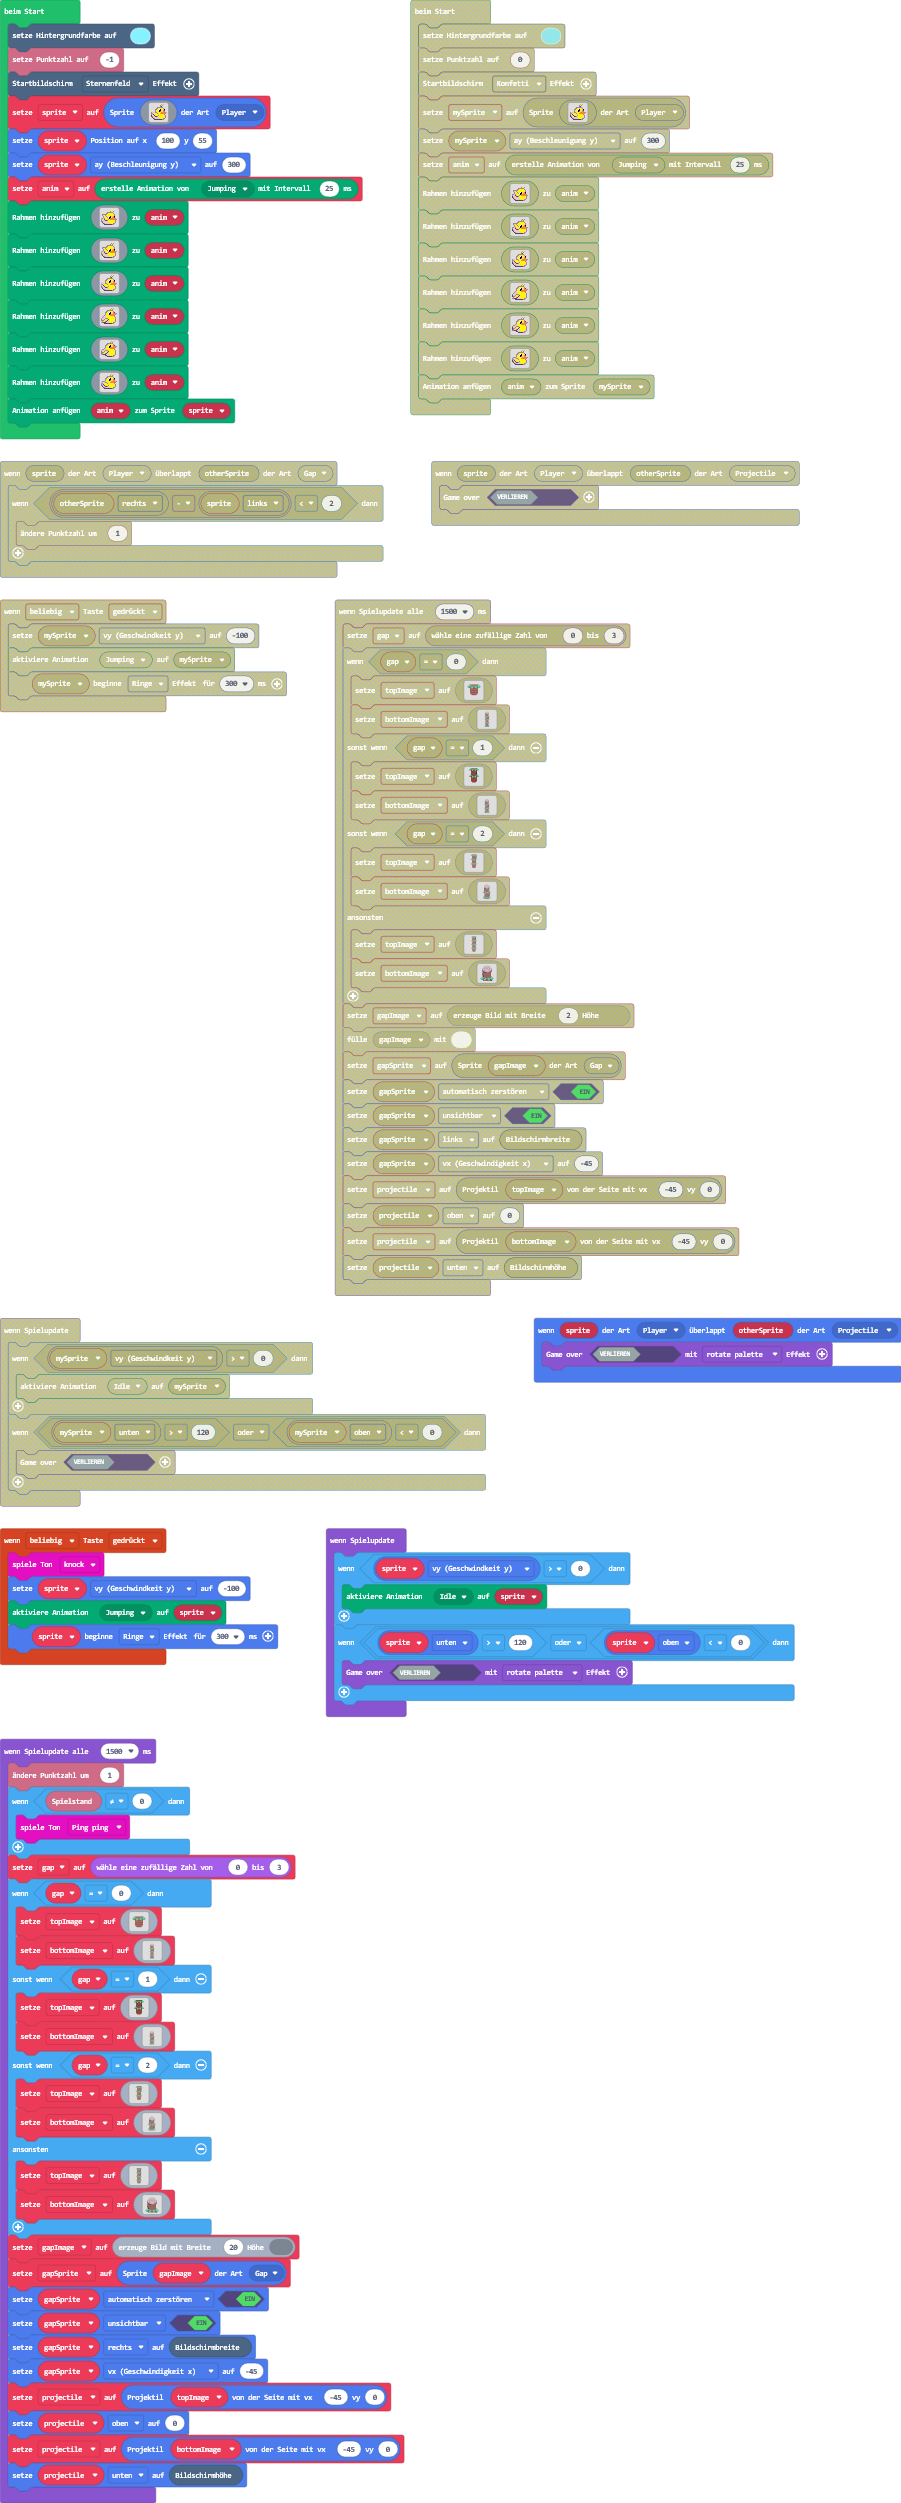 beim Start
setze Hintergrundfarbe auf
setze Punktzahl auf -1
Startbildschirm Sternenfeld Effekt
setze sprite auf Sprite der Art Player
setze sprite Position auf x 100 y 55
setze sprite ay (Beschleunigung y) auf 300
setze anim auf erstelle Animation von Jumping mit Intervall 25 ms
Rahmen hinzufügen zu anim
Rahmen hinzufügen zu anim
Rahmen hinzufügen zu anim
Rahmen hinzufügen zu anim
Rahmen hinzufügen zu anim
Rahmen hinzufügen zu anim
Animation anfügen anim zum Sprite sprite
beim Start
setze Hintergrundfarbe auf
setze Punktzahl auf 0
Startbildschirm Konfetti Effekt
setze mySprite auf Sprite der Art Player
setze mySprite ay (Beschleunigung y) auf 300
setze anim auf erstelle Animation von Jumping mit Intervall 25 ms
Rahmen hinzufügen zu anim
Rahmen hinzufügen zu anim
Rahmen hinzufügen zu anim
Rahmen hinzufügen zu anim
Rahmen hinzufügen zu anim
Rahmen hinzufügen zu anim
Animation anfügen anim zum Sprite mySprite
wenn sprite der Art Player überlappt otherSprite der Art Gap
wenn otherSprite rechts - sprite links < 2 dann
ändere Punktzahl um 1
wenn sprite der Art Player überlappt otherSprite der Art Projectile
Game over VERLIEREN
wenn beliebig Taste gedrückt
setze mySprite vy (Geschwindkeit y) auf -100
aktiviere Animation Jumping auf mySprite
mySprite beginne Ringe Effekt für 300 ms
wenn Spielupdate alle 1500 ms
setze gap auf wähle eine zufällige Zahl von 0 bis 3
wenn gap = 0 dann
setze topImage auf
setze bottomImage auf
sonst wenn gap = 1 dann
setze topImage auf
setze bottomImage auf
sonst wenn gap = 2 dann
setze topImage auf
setze bottomImage auf
ansonsten
setze topImage auf
setze bottomImage auf
setze gapImage auf erzeuge Bild mit Breite 2 Höhe
fülle gapImage mit
setze gapSprite auf Sprite gapImage der Art Gap
setze gapSprite automatisch zerstören EIN
setze gapSprite unsichtbar EIN
setze gapSprite links auf Bildschirmbreite
setze gapSprite vx (Geschwindigkeit x) auf -45
setze projectile auf Projektil topImage von der Seite mit vx -45 vy 0
setze projectile oben auf 0
setze projectile auf Projektil bottomImage von der Seite mit vx -45 vy 0
setze projectile unten auf Bildschirmhöhe
wenn Spielupdate
wenn mySprite vy (Geschwindkeit y) > 0 dann
aktiviere Animation Idle auf mySprite
wenn mySprite unten > 120 oder mySprite oben < 0 dann
Game over VERLIEREN
wenn sprite der Art Player überlappt otherSprite der Art Projectile
Game over VERLIEREN mit rotate palette Effekt
wenn beliebig Taste gedrückt
spiele Ton knock
setze sprite vy (Geschwindkeit y) auf -100
aktiviere Animation Jumping auf sprite
sprite beginne Ringe Effekt für 300 ms
wenn Spielupdate
wenn sprite vy (Geschwindkeit y) > 0 dann
aktiviere Animation Idle auf sprite
wenn sprite unten > 120 oder sprite oben < 0 dann
Game over VERLIEREN mit rotate palette Effekt
wenn Spielupdate alle 1500 ms
ändere Punktzahl um 1
wenn Spielstand ≠ 0 dann
spiele Ton Ping ping
setze gap auf wähle eine zufällige Zahl von 0 bis 3
wenn gap = 0 dann
setze topImage auf
setze bottomImage auf
sonst wenn gap = 1 dann
setze topImage auf
setze bottomImage auf
sonst wenn gap = 2 dann
setze topImage auf
setze bottomImage auf
ansonsten
setze topImage auf
setze bottomImage auf
setze gapImage auf erzeuge Bild mit Breite 20 Höhe
setze gapSprite auf Sprite gapImage der Art Gap
setze gapSprite automatisch zerstören EIN
setze gapSprite unsichtbar EIN
setze gapSprite rechts auf Bildschirmbreite
setze gapSprite vx (Geschwindigkeit x) auf -45
setze projectile auf Projektil topImage von der Seite mit vx -45 vy 0
setze projectile oben auf 0
setze projectile auf Projektil bottomImage von der Seite mit vx -45 vy 0
setze projectile unten auf Bildschirmhöhe